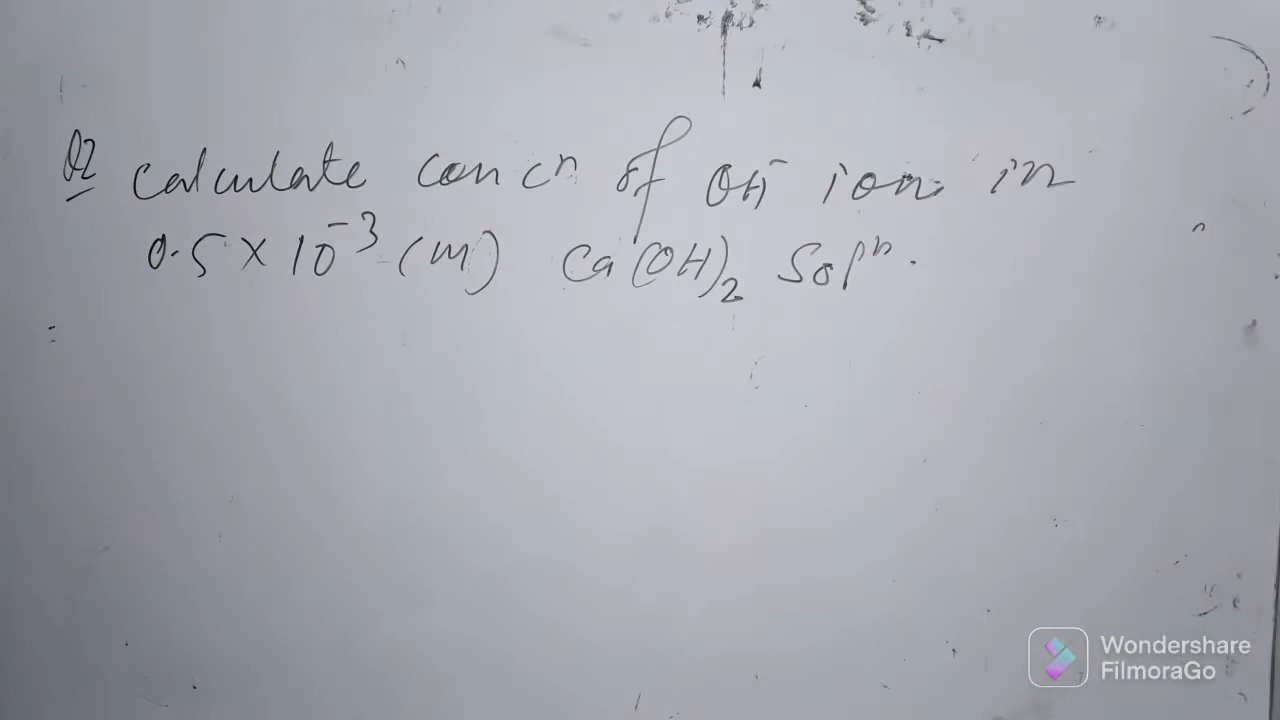 Q2 Calculate concn of OH- ion in
0.5 × 10^-3 (M) Ca(OH)2 Soln.
Wondershare
FilmoraGo